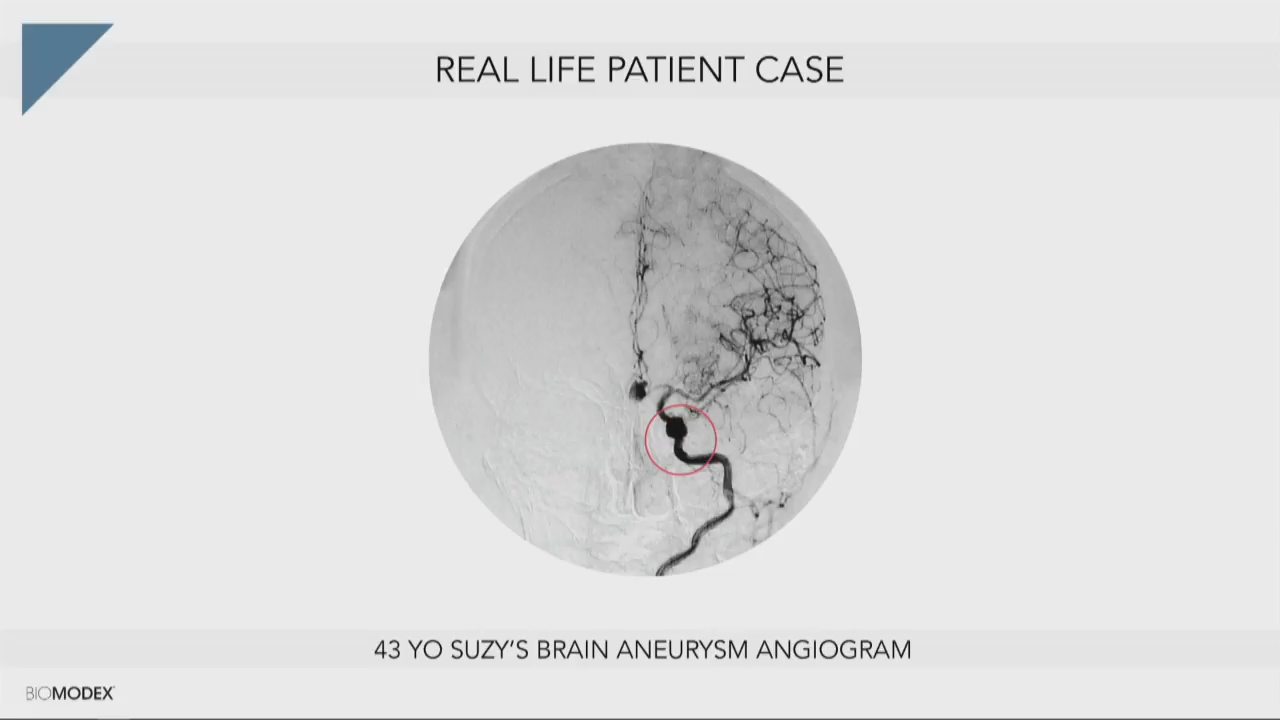 REAL LIFE PATIENT CASE
43 YO SUZY'S BRAIN ANEURYSM ANGIOGRAM
BIOMODEX